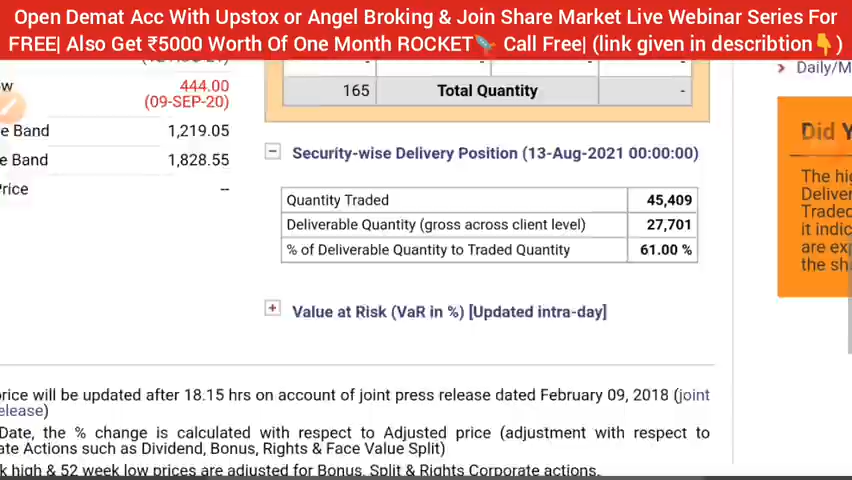 Open Demat Acc With Upstox or Angel Broking & Join Share Market Live Webinar Series For
FREE| Also Get ₹5000 Worth Of One Month ROCKET🚀 Call Free| (link given in describtion👇)
444.00
(09-SEP-20)
e Band 1,219.05
e Band 1,828.55
Price --
- - -
165 Total Quantity -
Security-wise Delivery Position (13-Aug-2021 00:00:00)
Quantity Traded 45,409
Deliverable Quantity (gross across client level) 27,701
% of Deliverable Quantity to Traded Quantity 61.00 %
+ Value at Risk (VaR in %) [Updated intra-day]
rice will be updated after 18.15 hrs on account of joint press release dated February 09, 2018 (joint
elease)
Date, the % change is calculated with respect to Adjusted price (adjustment with respect to
ate Actions such as Dividend, Bonus, Rights & Face Value Split)
k high & 52 week low prices are adjusted for Bonus, Split & Rights Corporate actions.
Daily/M
Did Y
The hig
Deliver
Traded
it indic
are exp
the sh